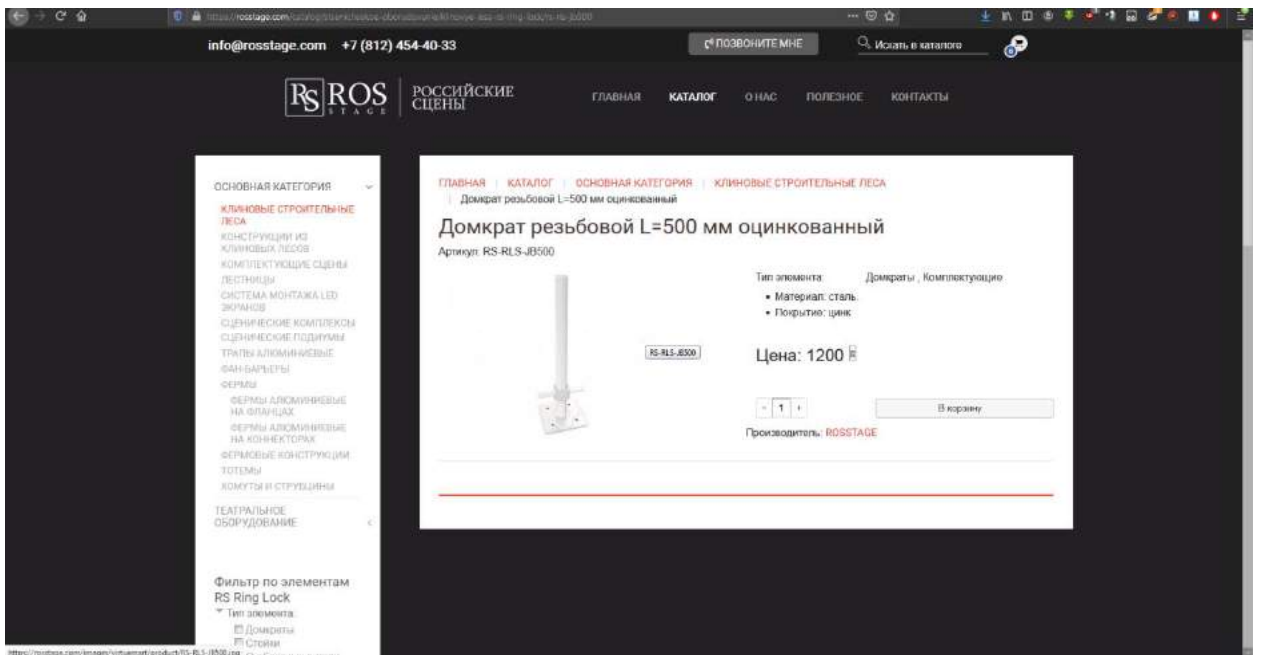 info@rosstage.com +7 (812) 454-40-33
ПОЗВОНИТЕ МНЕ
Искать в каталоге
RS ROS STAGE
РОССИЙСКИЕ СЦЕНЫ
ГЛАВНАЯ КАТАЛОГ О НАС ПОЛЕЗНОЕ КОНТАКТЫ
ОСНОВНАЯ КАТЕГОРИЯ
КЛИНОВЫЕ СТРОИТЕЛЬНЫЕ
ЛЕСА
КОНСТРУКЦИИ ИЗ
КЛИНОВЫХ ЛЕСОВ
КОМПЛЕКТУЮЩИЕ СЦЕНЫ
ЛЕСТНИЦЫ
СИСТЕМА МОНТАЖА LED
ЭКРАНОВ
СЦЕНИЧЕСКИЕ КОМПЛЕКСЫ
СЦЕНИЧЕСКИЕ ПОДИУМЫ
ТРАПЫ АЛЮМИНИЕВЫЕ
ФАН-БАРЬЕРЫ
ФЕРМЫ
ФЕРМЫ АЛЮМИНИЕВЫЕ
НА ФЛАНЦАХ
ФЕРМЫ АЛЮМИНИЕВЫЕ
НА КОННЕКТОРАХ
ФЕРМОВЫЕ КОНСТРУКЦИИ
ТОТЕМЫ
ХОМУТЫ И СТРУБЦИНЫ
ТЕАТРАЛЬНОЕ
ОБОРУДОВАНИЕ
Фильтр по элементам
RS Ring Lock
Тип элемента
Домкраты
Стойки
ГЛАВНАЯ | КАТАЛОГ | ОСНОВНАЯ КАТЕГОРИЯ | КЛИНОВЫЕ СТРОИТЕЛЬНЫЕ ЛЕСА
| Домкрат резьбовой L=500 мм оцинкованный
Домкрат резьбовой L=500 мм оцинкованный
Артикул: RS-RLS-JB500
RS-RLS-JB500
Тип элемента: Домкраты , Комплектующие
• Материал: сталь.
• Покрытие: цинк
Цена: 1200
- 1 +
В корзину
Производитель: ROSSTAGE